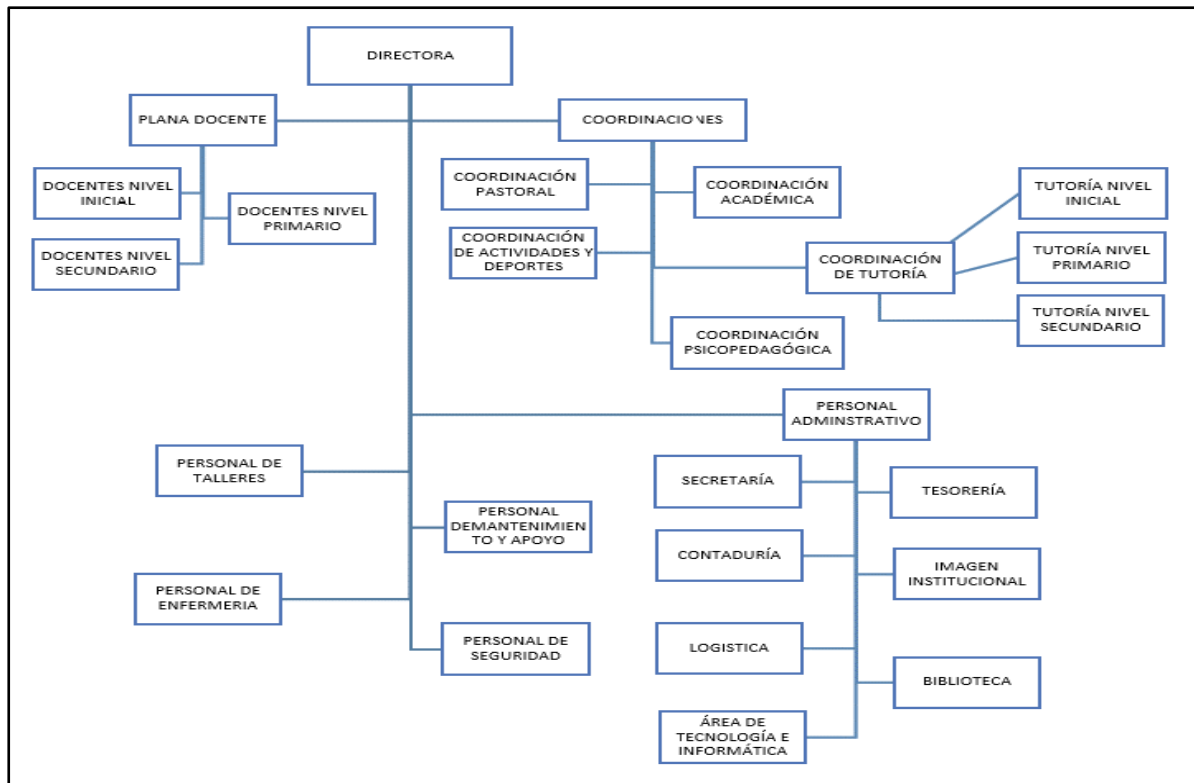 DIRECTORA
PLANA DOCENTE
COORDINACIONES
DOCENTES NIVEL
INICIAL
DOCENTES NIVEL
PRIMARIO
DOCENTES NIVEL
SECUNDARIO
COORDINACIÓN
PASTORAL
COORDINACIÓN
ACADÉMICA
COORDINACIÓN
DE ACTIVIDADES Y
DEPORTES
COORDINACIÓN
DE TUTORÍA
TUTORÍA NIVEL
INICIAL
TUTORÍA NIVEL
PRIMARIO
TUTORÍA NIVEL
SECUNDARIO
COORDINACIÓN
PSICOPEDAGÓGICA
PERSONAL
ADMINSTRATIVO
PERSONAL DE
TALLERES
PERSONAL
DEMANTENIMIEN
TO Y APOYO
PERSONAL DE
ENFERMERIA
PERSONAL DE
SEGURIDAD
SECRETARÍA
TESORERÍA
CONTADURÍA
IMAGEN
INSTITUCIONAL
LOGISTICA
BIBLIOTECA
ÁREA DE
TECNOLOGÍA E
INFORMÁTICA